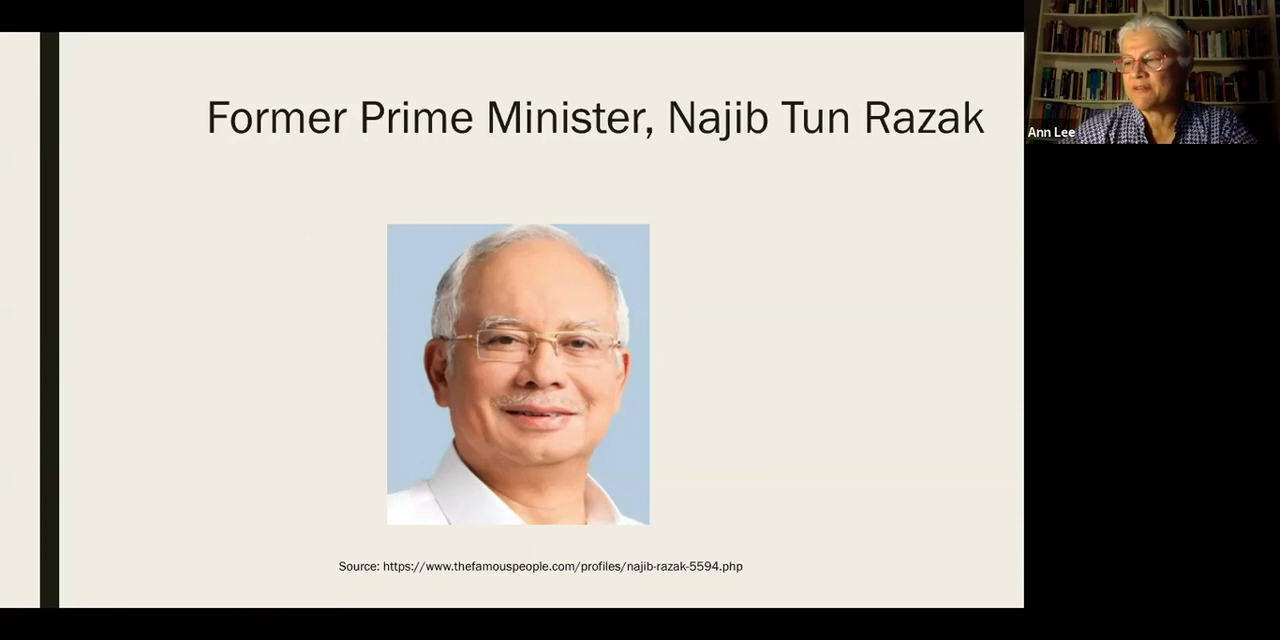 Former Prime Minister, Najib Tun Razak
Ann Lee
Source: https://www.thefamouspeople.com/profiles/najib-razak-5594.php